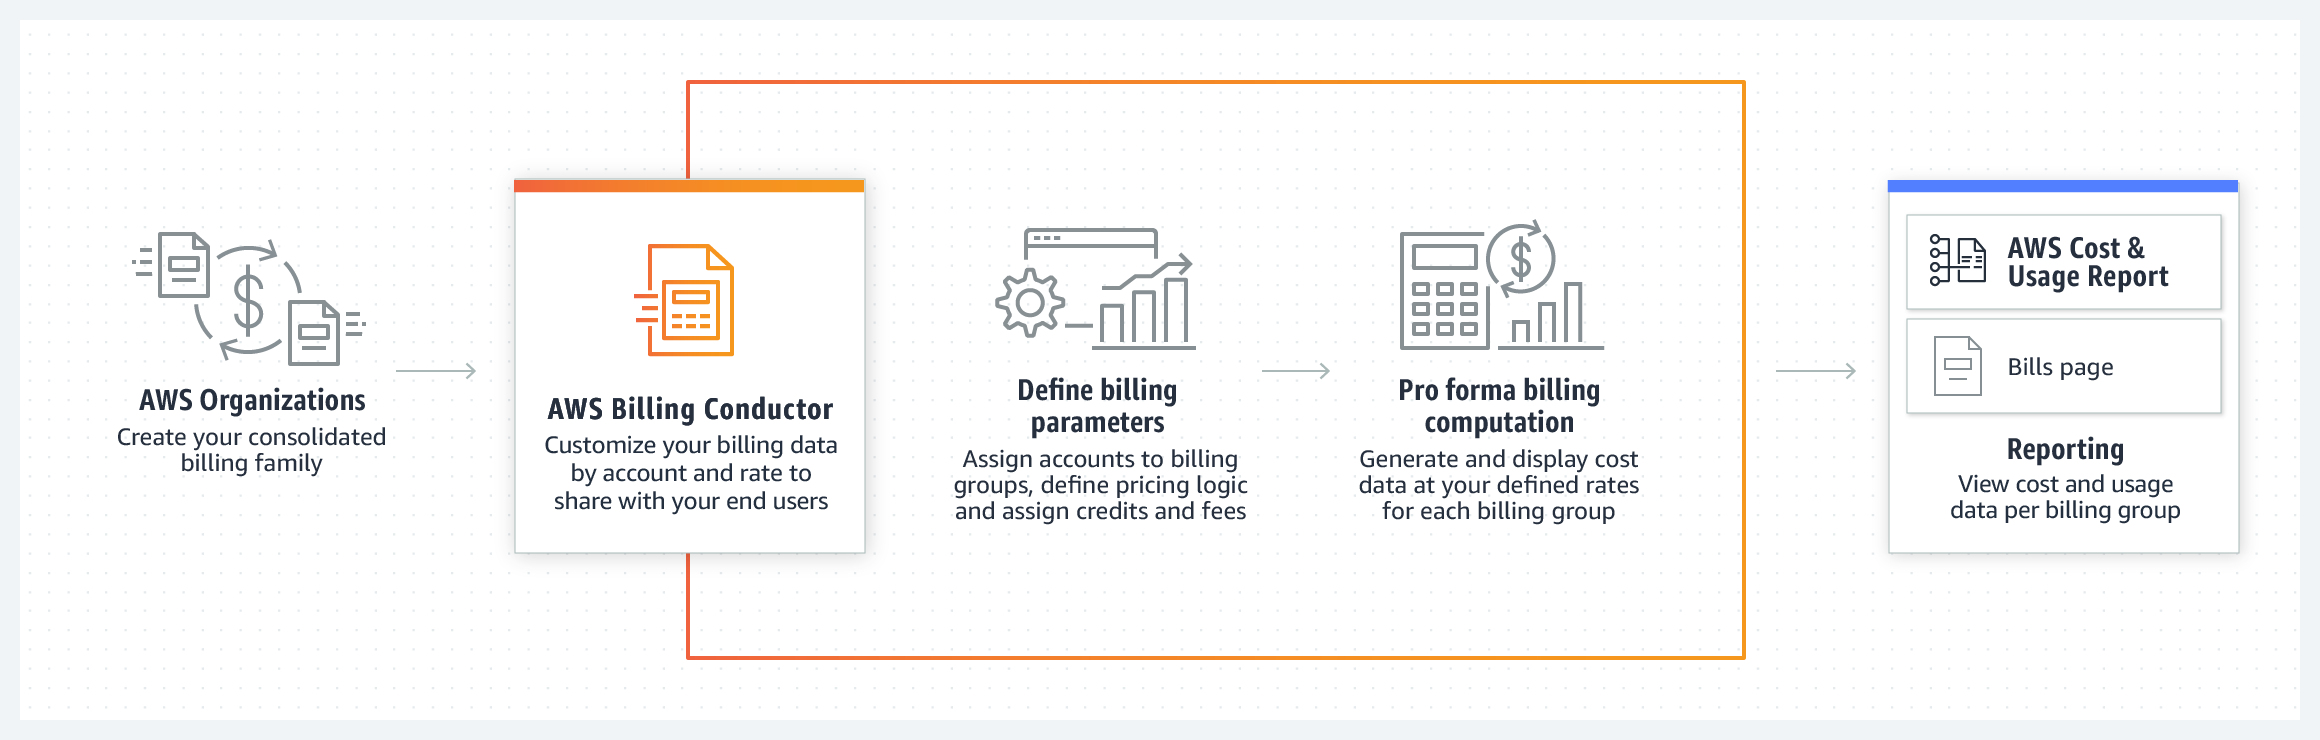 AWS Organizations
Create your consolidated
billing family
AWS Billing Conductor
Customize your billing data
by account and rate to
share with your end users
Define billing
parameters
Assign accounts to billing
groups, define pricing logic
and assign credits and fees
Pro forma billing
computation
Generate and display cost
data at your defined rates
for each billing group
AWS Cost &
Usage Report
Bills page
Reporting
View cost and usage
data per billing group